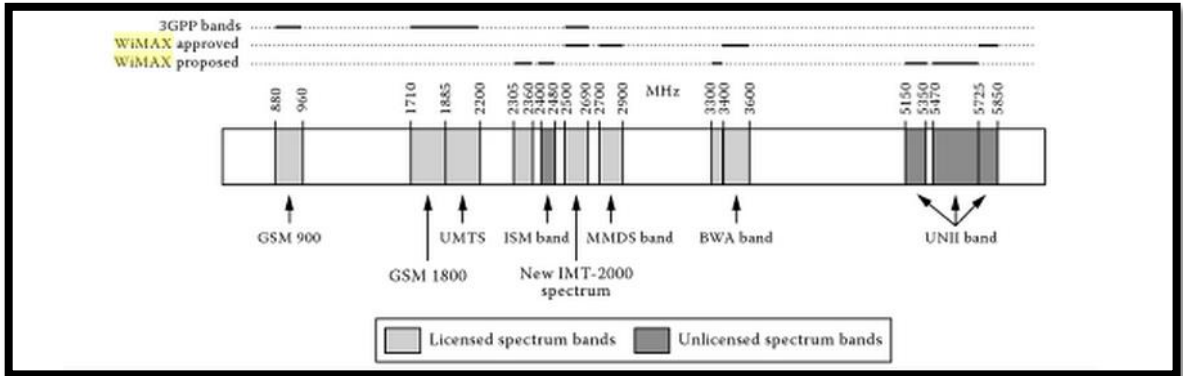 3GPP bands
WiMAX approved
WiMAX proposed
880 960 1710 1885 2200 2305 2360 2400 2480 2500 2690 2700 2900 MHz 3300 3400 3600 5150 5350 5470 5725 5850
GSM 900 UMTS ISM band MMDS band BWA band UNII band
GSM 1800 New IMT-2000
spectrum
Licensed spectrum bands Unlicensed spectrum bands